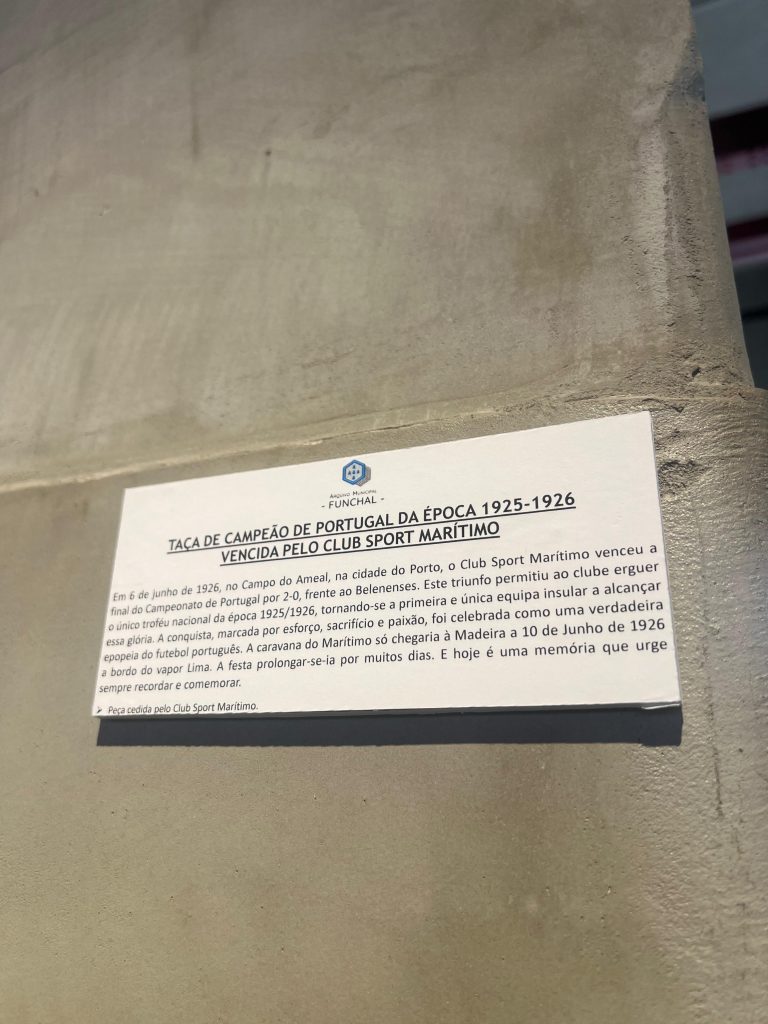 Arquivo Municipal
- FUNCHAL -
TAÇA DE CAMPEÃO DE PORTUGAL DA ÉPOCA 1925-1926
VENCIDA PELO CLUB SPORT MARÍTIMO
Em 6 de junho de 1926, no Campo do Ameal, na cidade do Porto, o Club Sport Marítimo venceu a
final do Campeonato de Portugal por 2-0, frente ao Belenenses. Este triunfo permitiu ao clube erguer
o único troféu nacional da época 1925/1926, tornando-se a primeira e única equipa insular a alcançar
essa glória. A conquista, marcada por esforço, sacrifício e paixão, foi celebrada como uma verdadeira
epopeia do futebol português. A caravana do Marítimo só chegaria à Madeira a 10 de Junho de 1926
a bordo do vapor Lima. A festa prolongar-se-ia por muitos dias. E hoje é uma memória que urge
sempre recordar e comemorar.
➤ Peça cedida pelo Club Sport Marítimo.